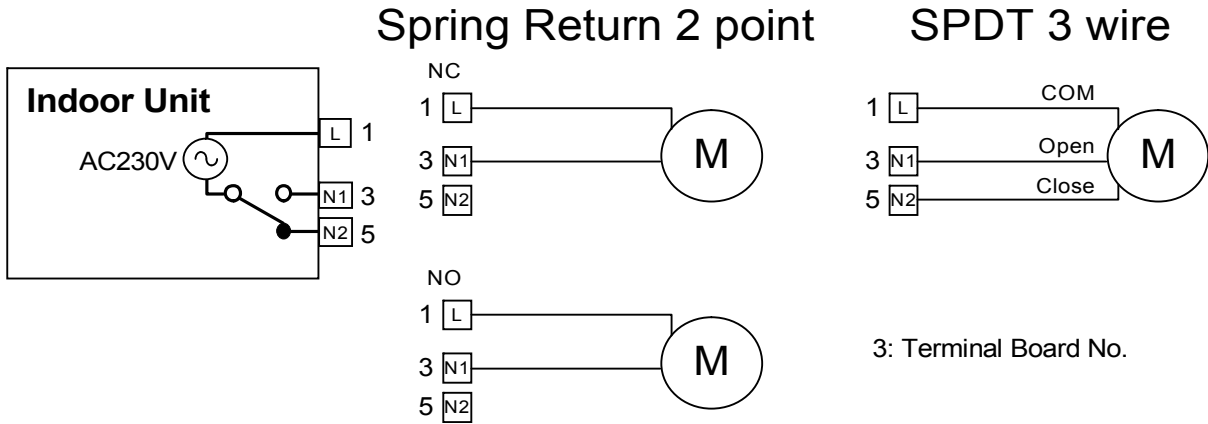 Spring Return 2 point
SPDT 3 wire
Indoor Unit
AC230V
L 1
N1 3
N2 5
NC
1 L
3 N1
5 N2
M
1 L
3 N1
5 N2
COM
Open
Close
M
NO
1 L
3 N1
5 N2
M
3: Terminal Board No.